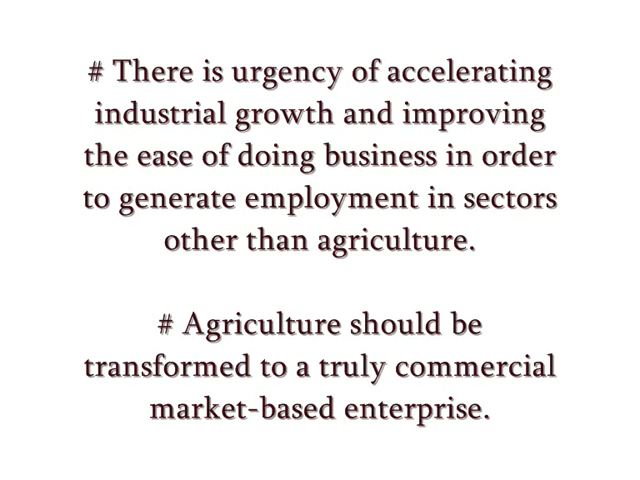 # There is urgency of accelerating
industrial growth and improving
the ease of doing business in order
to generate employment in sectors
other than agriculture.
# Agriculture should be
transformed to a truly commercial
market-based enterprise.